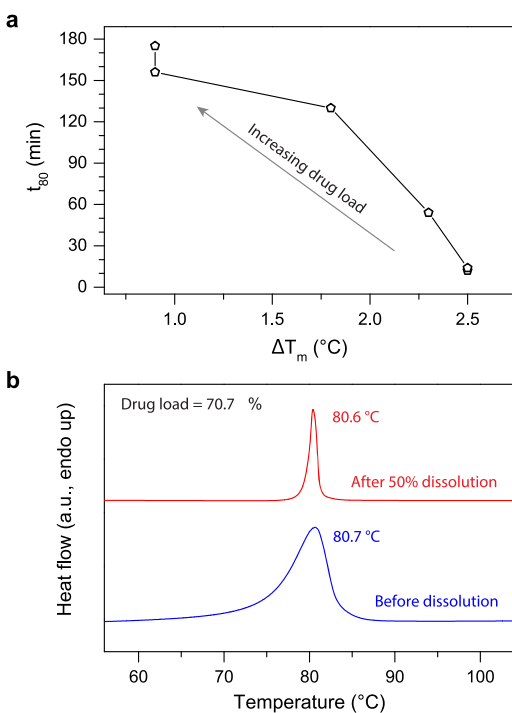 a
180
150
120
90
60
30
0
t80 (min)
Increasing drug load
1.0
1.5
2.0
2.5
ΔTm (°C)
b
Drug load = 70.7 %
80.6 °C
After 50% dissolution
80.7 °C
Before dissolution
Heat flow (a.u., endo up)
60
70
80
90
100
Temperature (°C)